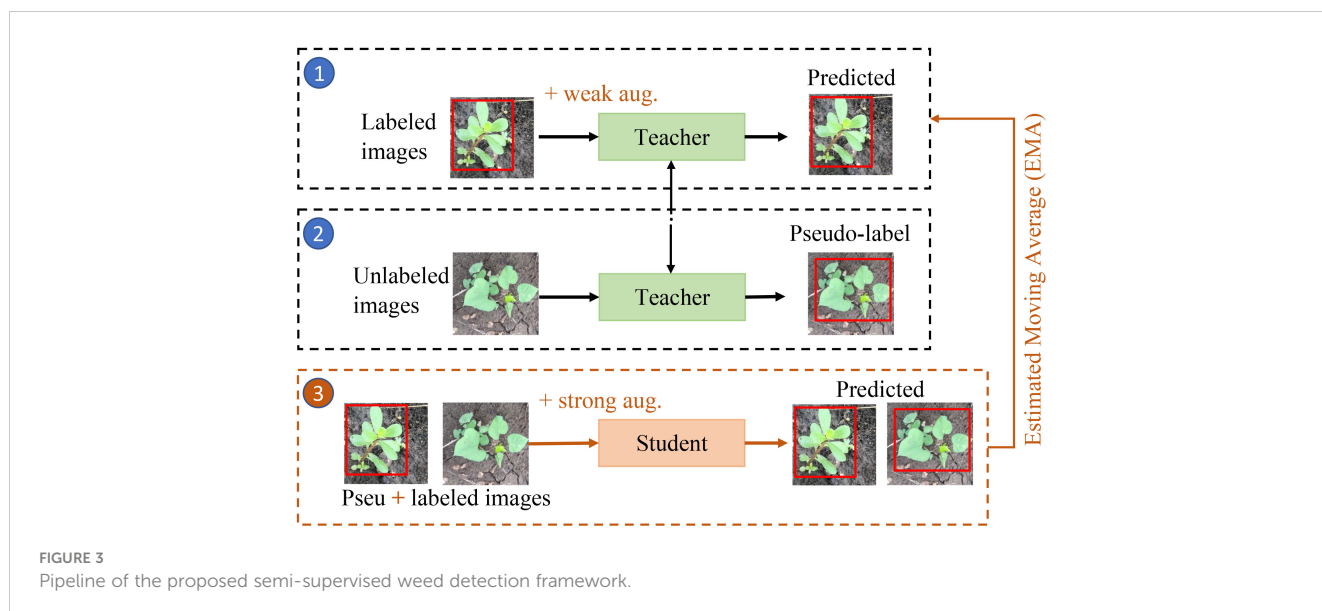 1
Labeled
images
+ weak aug.
Teacher
Predicted
2
Unlabeled
images
Teacher
Pseudo-label
3
+ strong aug.
Student
Predicted
Pseu + labeled images
Estimated Moving Average (EMA)
FIGURE 3
Pipeline of the proposed semi-supervised weed detection framework.